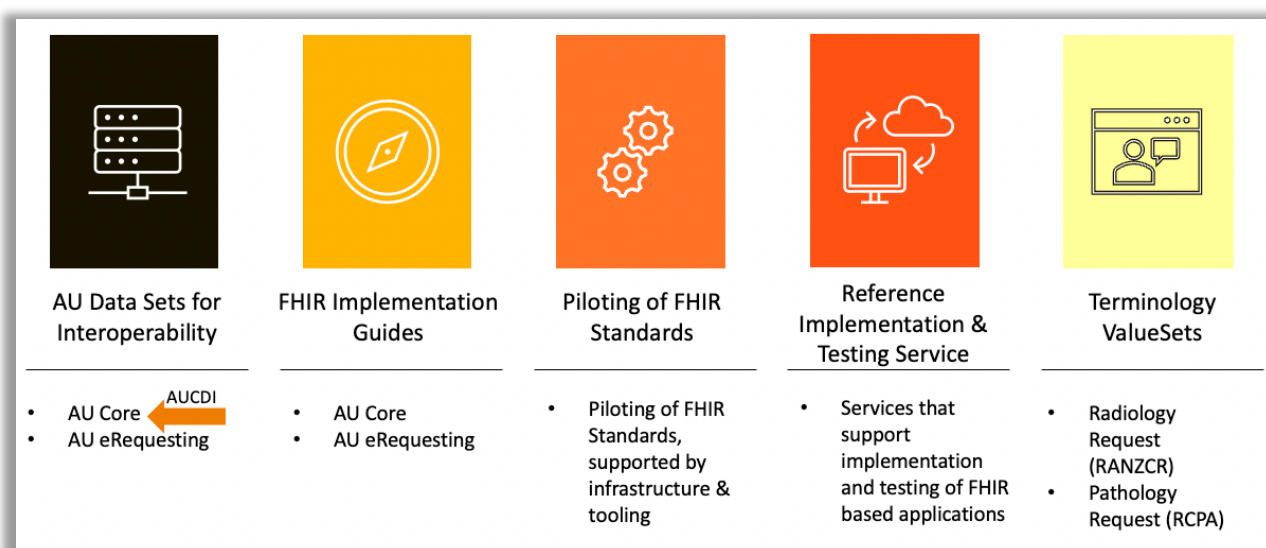 AU Data Sets for
Interoperability
• AU Core
AUCDI
• AU eRequesting
FHIR Implementation
Guides
• AU Core
• AU eRequesting
Piloting of FHIR
Standards
• Piloting of FHIR
Standards,
supported by
infrastructure &
tooling
Reference
Implementation &
Testing Service
• Services that
support
implementation
and testing of FHIR
based applications
Terminology
ValueSets
• Radiology
Request
(RANZCR)
• Pathology
Request (RCPA)